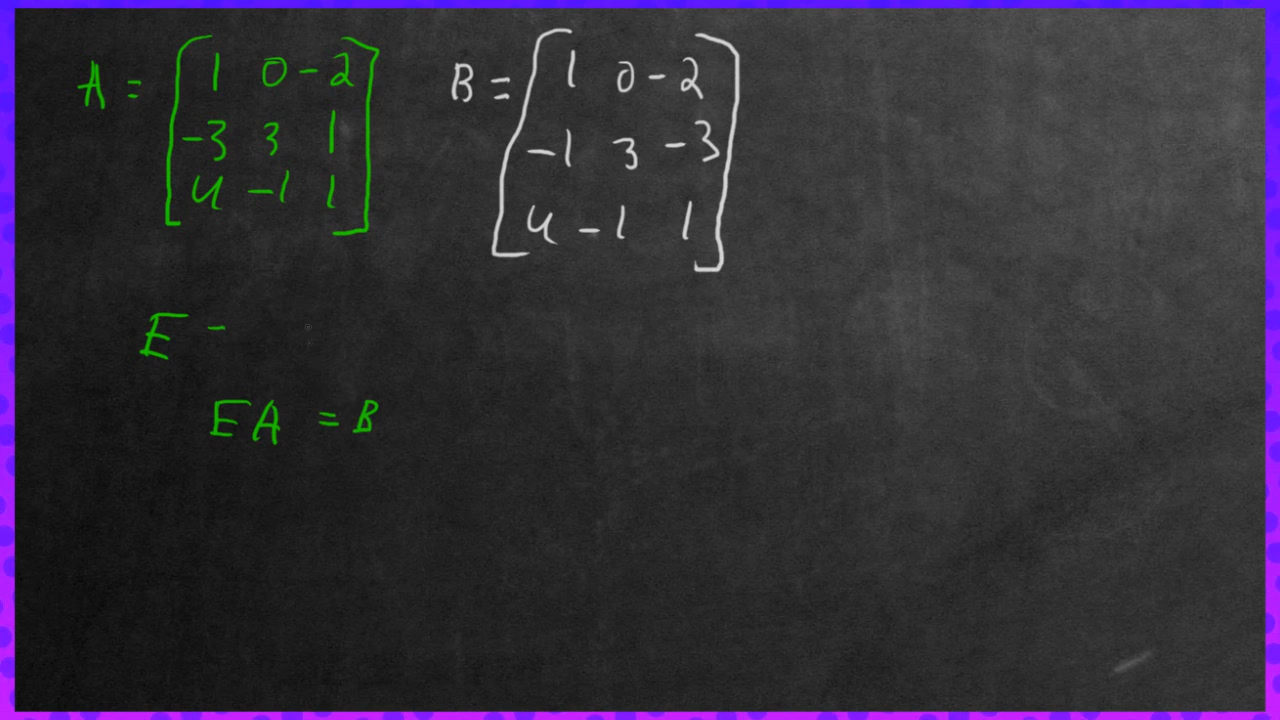 A = [ 1 0 -2 B = [ 1 0 -2
-3 3 1 -1 3 -3
4 -1 1 ] 4 -1 1 ]
E -
EA = B